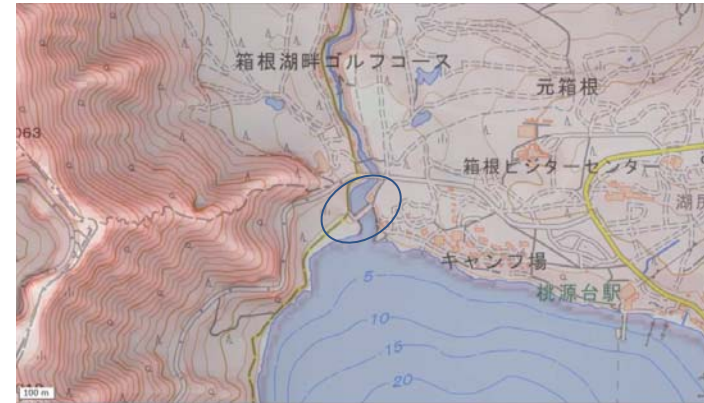 箱根湖畔ゴルフコース
元箱根
063
箱根ビジターセンター
湖尻
キャンプ場
桃源台駅
5
10
15
20
100 m